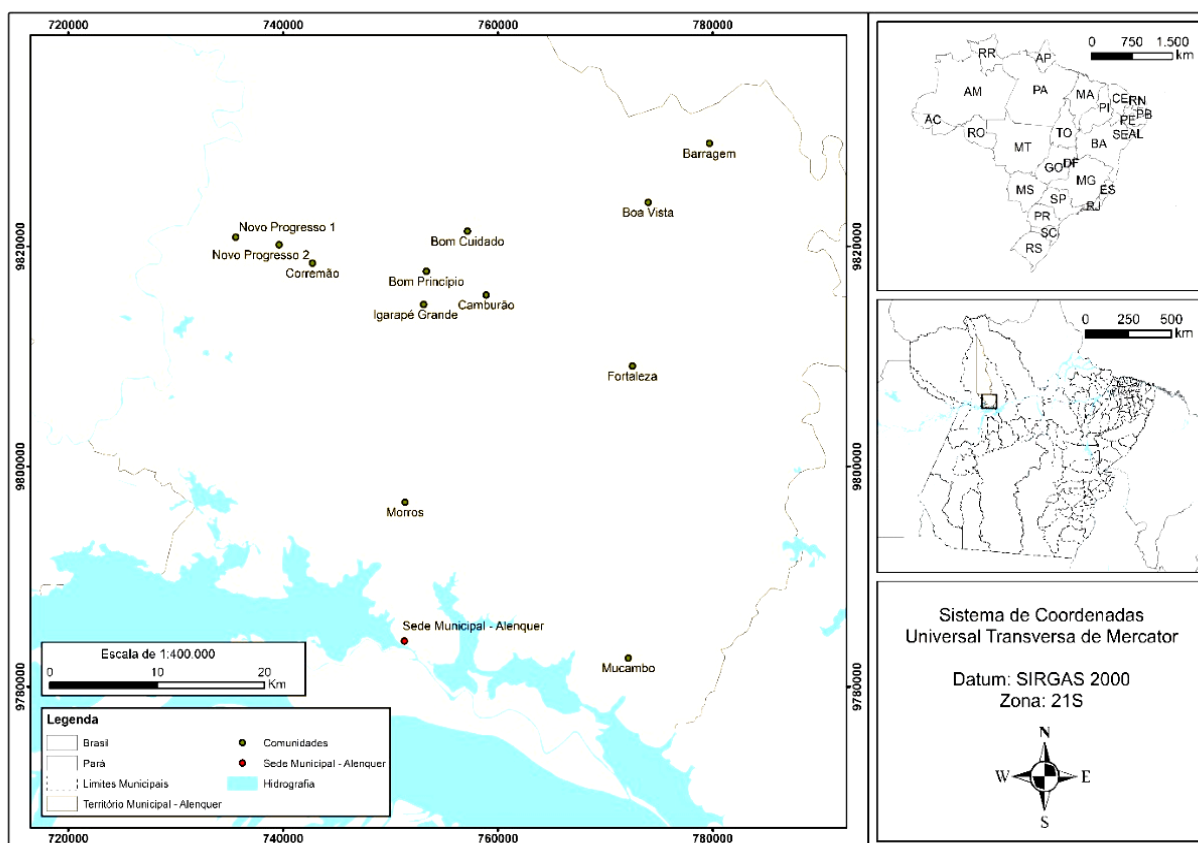 720000 740000 760000 780000
9820000
9800000
9780000
Barragem
Boa Vista
Novo Progresso 1
Bom Cuidado
Novo Progresso 2
Corremão
Bom Princípio
Camburão
Igarapé Grande
Fortaleza
Morros
Sede Municipal - Alenquer
Mucambo
Escala de 1:400.000
0 10 20
Km
Legenda
Brasil
Pará
Limites Municipais
Território Municipal - Alenquer
Comunidades
Sede Municipal - Alenquer
Hidrografia
9820000
9800000
9780000
720000 740000 760000 780000
0 750 1.500
km
RR AP
AM PA MA CE RN
PI PB
AC PE
RO TO SE AL
MT BA
GO DF
MG
MS ES
SP
RJ
PR
SC
RS
0 250 500
km
Sistema de Coordenadas
Universal Transversa de Mercator
Datum: SIRGAS 2000
Zona: 21S
N
W E
S